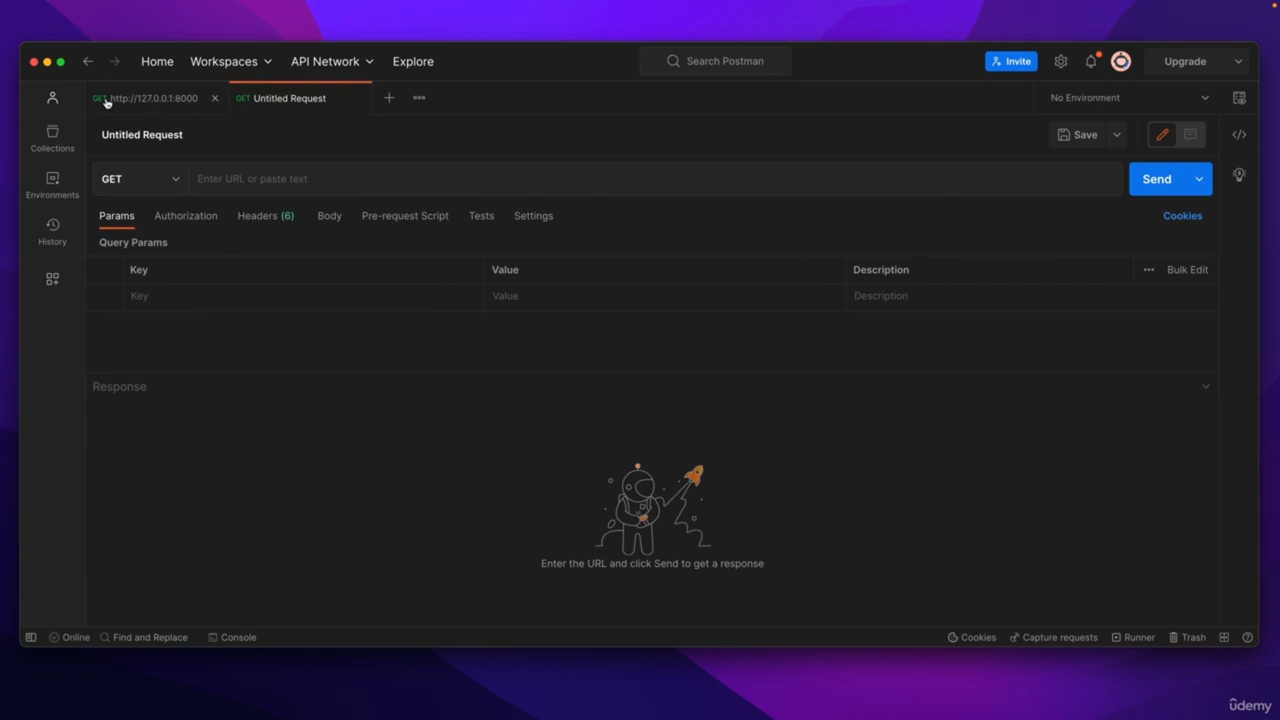 Home Workspaces API Network Explore Search Postman Invite Upgrade
GET http://127.0.0.1:8000 GET Untitled Request No Environment
Untitled Request Save
Collections
GET Enter URL or paste text Send
Environments
Params Authorization Headers (6) Body Pre-request Script Tests Settings Cookies
History
Query Params
Key Value Description Bulk Edit
Key Value Description
Response
Enter the URL and click Send to get a response
Online Find and Replace Console Cookies Capture requests Runner Trash
ûdemy